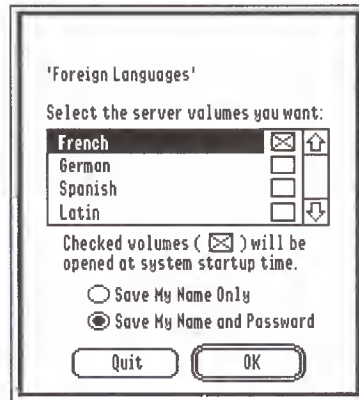 'Foreign Languages'
Select the server volumes you want:
French
German
Spanish
Latin
Checked volumes ( ) will be
opened at system startup time.
Save My Name Only
Save My Name and Password
Quit OK